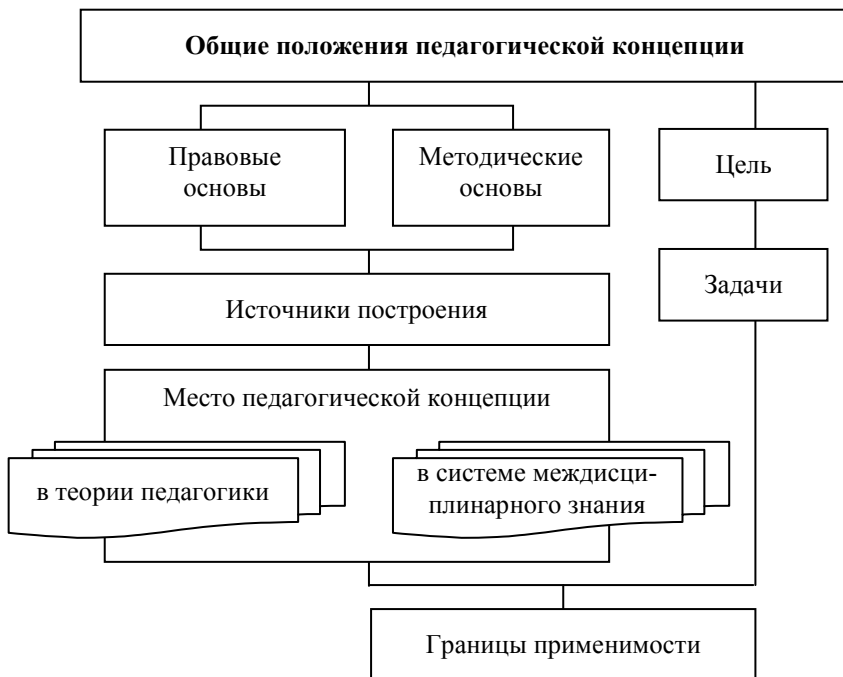 Общие положения педагогической концепции
Правовые
основы
Методические
основы
Цель
Источники построения
Задачи
Место педагогической концепции
в теории педагогики
в системе междисци-
плинарного знания
Границы применимости